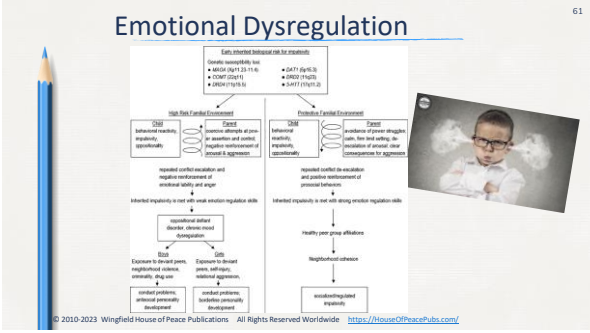 61
Emotional Dysregulation
Early inherited biological risk for impulsivity
Genetic susceptibility loci:
• MAOA (Xp11.23-11.4)
• COMT (22q11)
• DRD4 (11p15.5)
• DAT1 (5p15.3)
• DRD2 (11q23)
• 5-HTT (17q11.2)
High Risk Familial Environment
Child
behavioral reactivity,
impulsivity,
oppositionality
Parent
coercive attempts at pow-
er assertion and control;
negative reinforcement of
arousal & aggression
repeated conflict escalation and
negative reinforcement of
emotional lability and anger
Inherited impulsivity is met with weak emotion regulation skills
oppositional defiant
disorder, chronic mood
dysregulation
Boys
Exposure to deviant peers,
neighborhood violence,
criminality, drug use
conduct problems,
antisocial personality
development
Girls
Exposure to deviant
peers, self-injury,
relational aggression,
conduct problems,
borderless personality
development
Protective Familial Environment
Child
behavioral
reactivity,
impulsivity,
oppositionality
Parent
avoidance of power struggles;
calm, firm limit setting; de-
escalation of arousal; clear
consequences for aggression
repeated conflict de-escalation
and positive reinforcement of
prosocial behaviors
Inherited impulsivity is met with strong emotion regulation skills
Healthy peer group affiliations
Neighborhood cohesion
socialized/regulated
impulsivity
© 2010-2023 Wingfield House of Peace Publications All Rights Reserved Worldwide https://HouseOfPeacePubs.com/